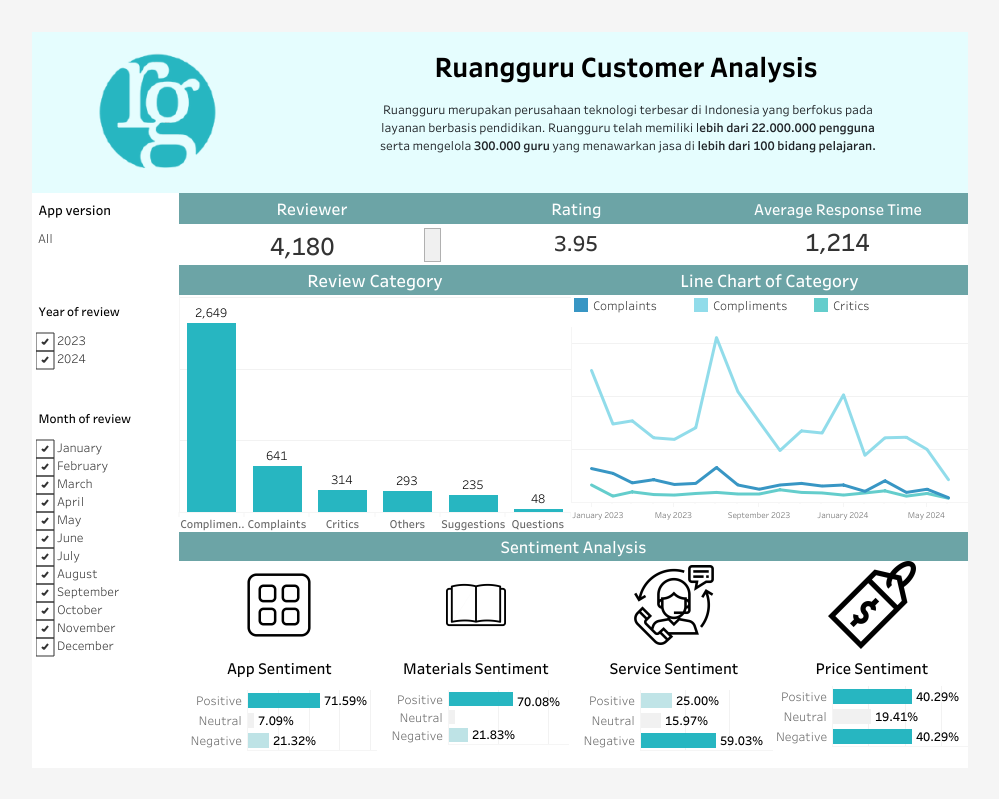 rg
Ruangguru Customer Analysis
Ruangguru merupakan perusahaan teknologi terbesar di Indonesia yang berfokus pada
layanan berbasis pendidikan. Ruangguru telah memiliki lebih dari 22.000.000 pengguna
serta mengelola 300.000 guru yang menawarkan jasa di lebih dari 100 bidang pelajaran.
App version
All
Year of review
2023
2024
Month of review
January
February
March
April
May
June
July
August
September
October
November
December
Reviewer
Rating
Average Response Time
4,180
3.95
1,214
Review Category
2,649
641
314
293
235
48
Complimen..
Complaints
Critics
Others
Suggestions
Questions
Line Chart of Category
Complaints
Compliments
Critics
January 2023
May 2023
September 2023
January 2024
May 2024
Sentiment Analysis
$
App Sentiment
Positive 71.59%
Neutral 7.09%
Negative 21.32%
Materials Sentiment
Positive 70.08%
Neutral
Negative 21.83%
Service Sentiment
Positive 25.00%
Neutral 15.97%
Negative 59.03%
Price Sentiment
Positive 40.29%
Neutral 19.41%
Negative 40.29%